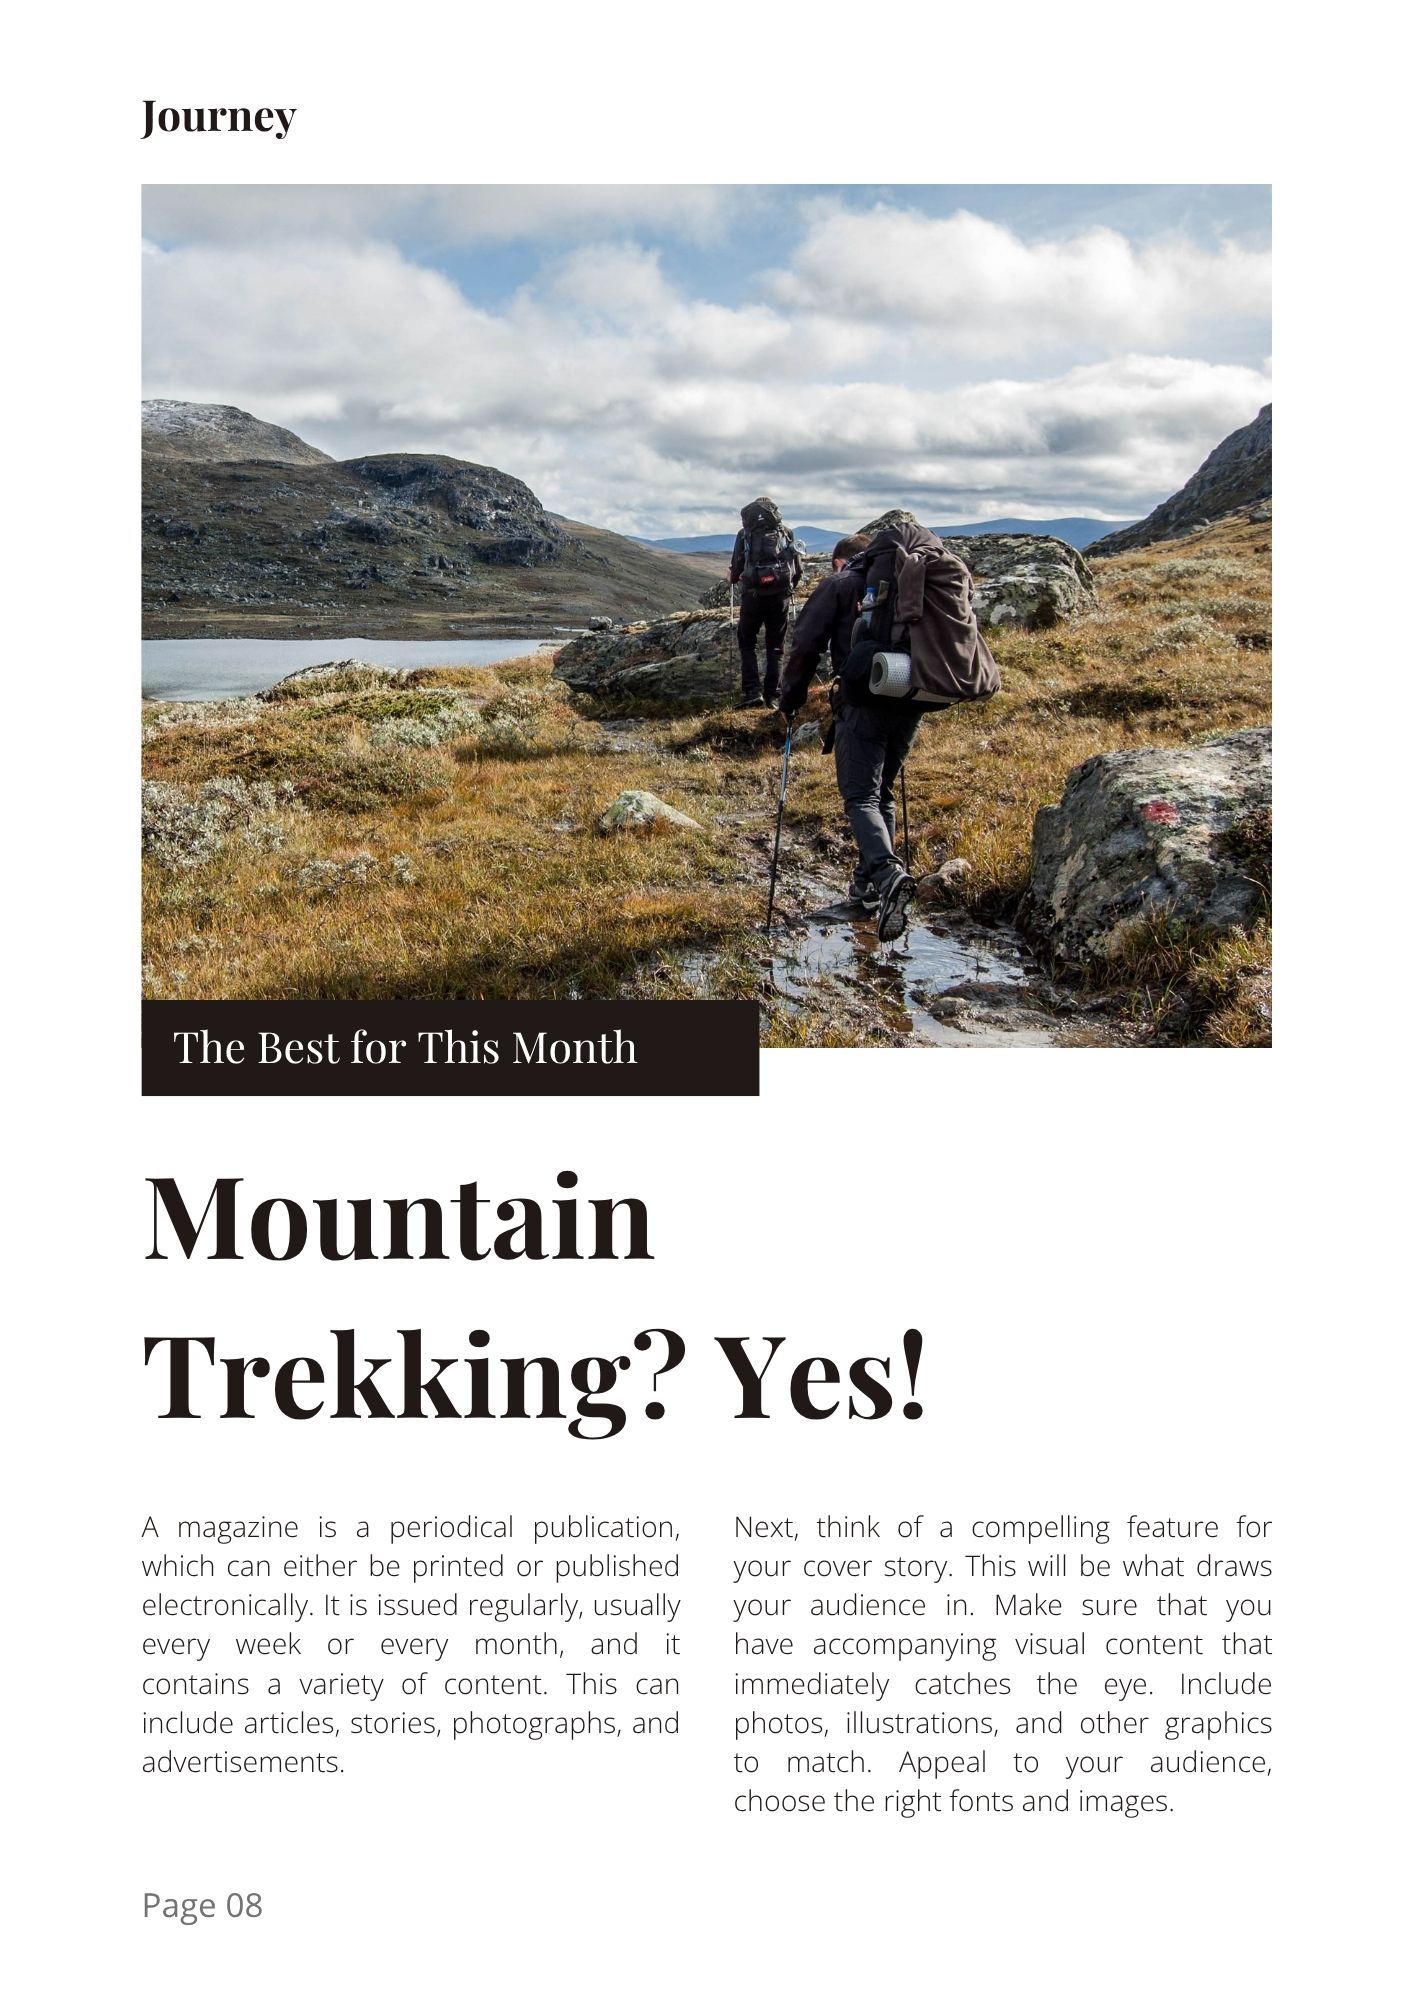 Journey
The Best for This Month
Mountain
Trekking? Yes!
A magazine is a periodical publication,
which can either be printed or published
electronically. It is issued regularly, usually
every week or every month, and it
contains a variety of content. This can
include articles, stories, photographs, and
advertisements.
Next, think of a compelling feature for
your cover story. This will be what draws
your audience in. Make sure that you
have accompanying visual content that
immediately catches the eye. Include
photos, illustrations, and other graphics
to match. Appeal to your audience,
choose the right fonts and images.
Page 08